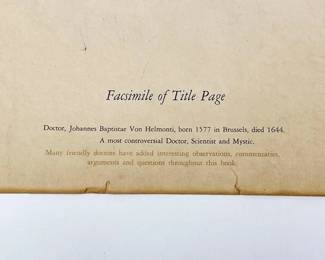 Facsimile of Title Page
Doctor, Johannes Baptistae Von Helmonti, born 1577 in Brussels, died 1644.
A most controversial Doctor, Scientist and Mystic.
Many friendly doctors have added interesting observations, commentaries,
arguments and questions throughout this book.